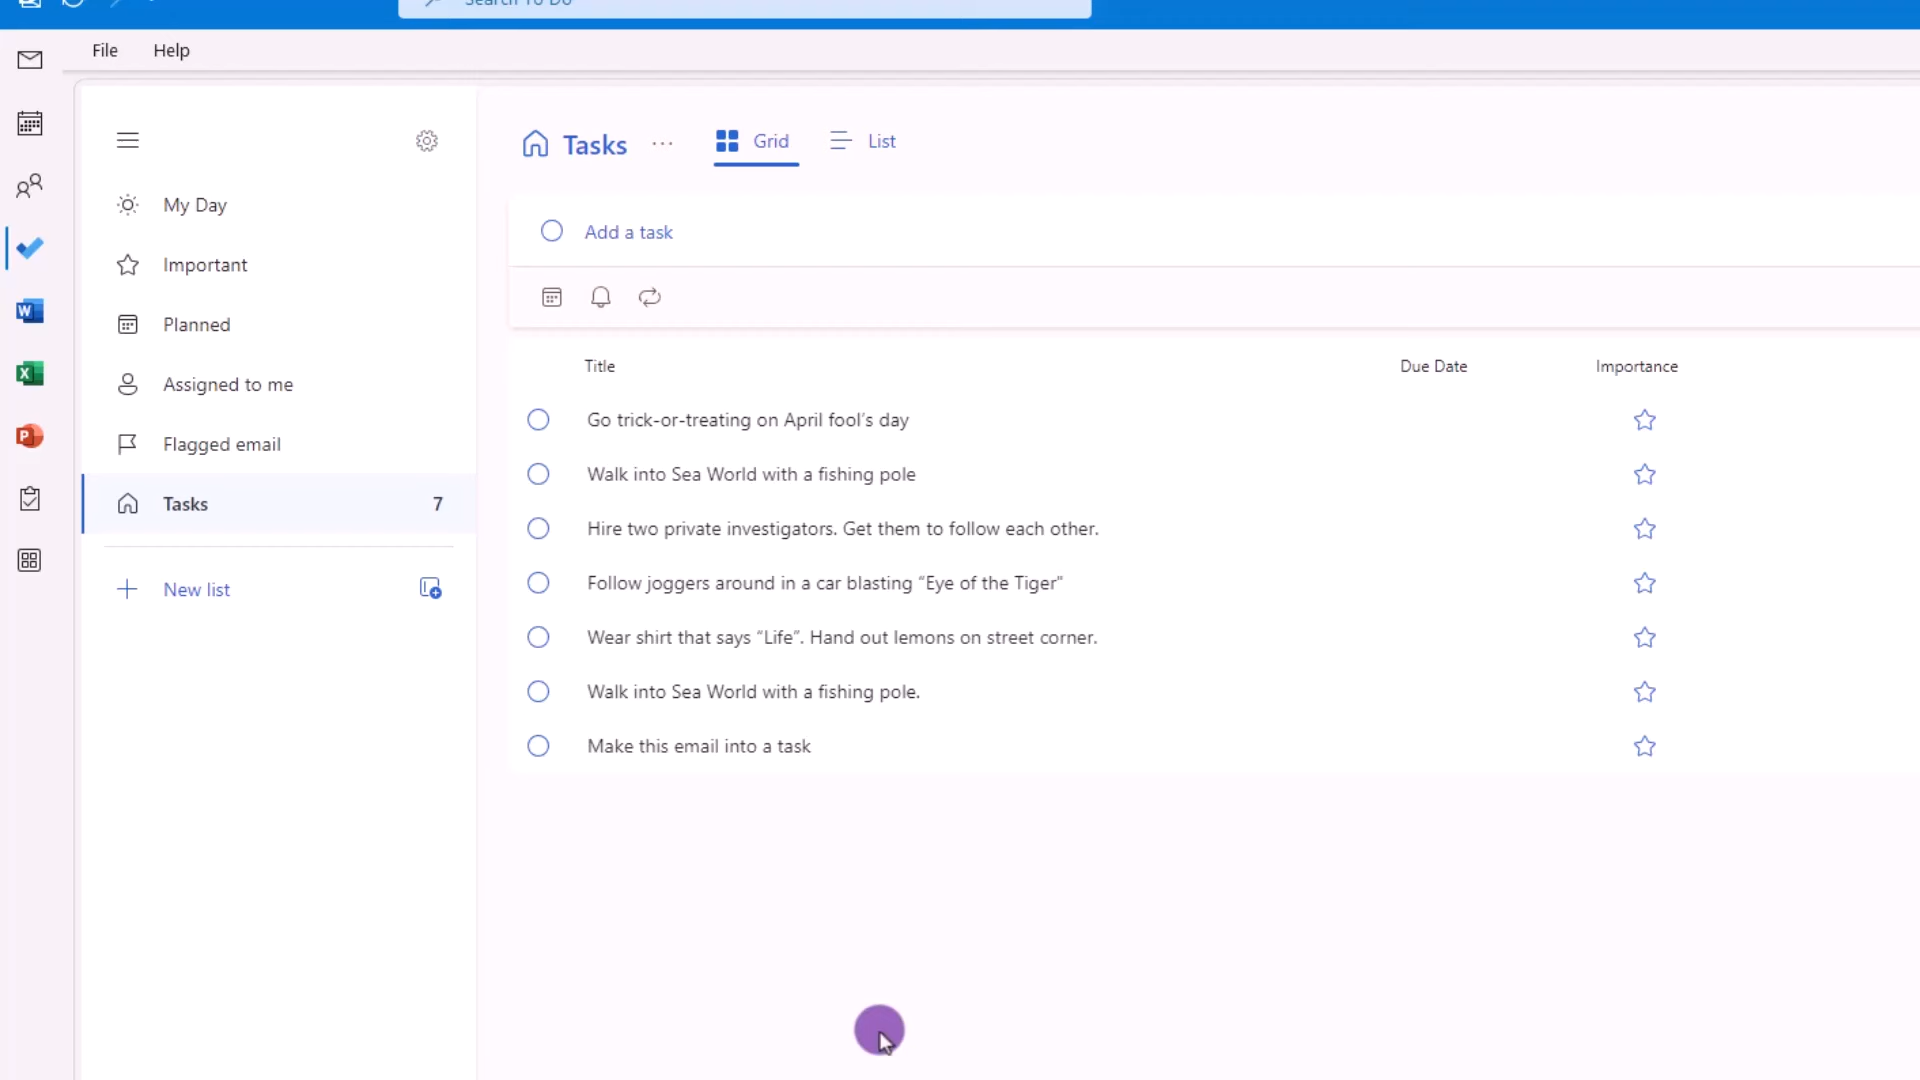 Search To Do
File Help
Tasks ... Grid List
My Day
Add a task
Important
Planned
Title Due Date Importance
Assigned to me
Go trick-or-treating on April fool's day
Flagged email
Walk into Sea World with a fishing pole
Tasks 7
Hire two private investigators. Get them to follow each other.
Follow joggers around in a car blasting “Eye of the Tiger"
New list
Wear shirt that says “Life”. Hand out lemons on street corner.
Walk into Sea World with a fishing pole.
Make this email into a task